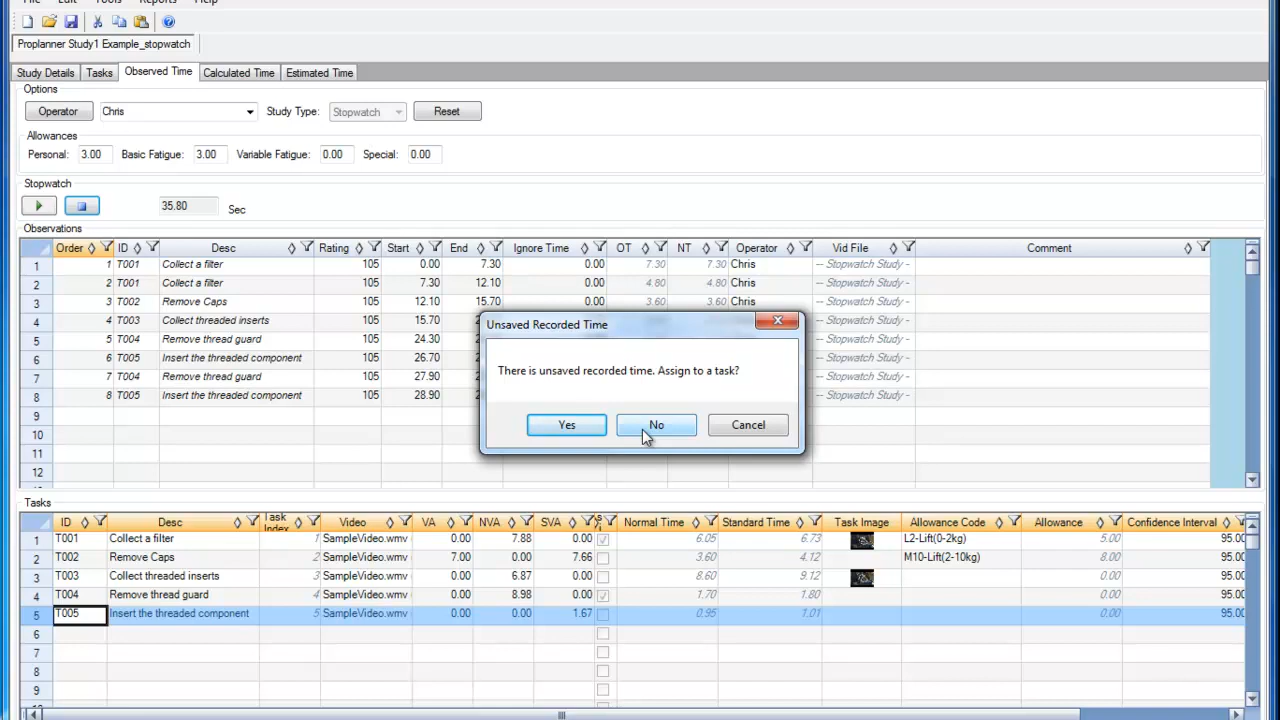 File Edit Tools Reports Help
Proplanner Study1 Example_stopwatch
Study Details Tasks Observed Time Calculated Time Estimated Time
Options
Operator Chris Study Type: Stopwatch Reset
Allowances
Personal: 3.00 Basic Fatigue: 3.00 Variable Fatigue: 0.00 Special: 0.00
Stopwatch
35.80 Sec
Observations
Order ID Desc Rating Start End Ignore Time OT NT Operator Vid File Comment
1 1 T001 Collect a filter 105 0.00 7.30 0.00 7.30 7.30 Chris -- Stopwatch Study -
2 2 T001 Collect a filter 105 7.30 12.10 0.00 4.80 4.80 Chris -- Stopwatch Study -
3 3 T002 Remove Caps 105 12.10 15.70 0.00 3.60 3.60 Chris -- Stopwatch Study -
4 4 T003 Collect threaded inserts 105 15.70 -- Stopwatch Study -
5 5 T004 Remove thread guard 105 24.30 -- Stopwatch Study -
6 6 T005 Insert the threaded component 105 26.70 -- Stopwatch Study -
7 7 T004 Remove thread guard 105 27.90 -- Stopwatch Study -
8 8 T005 Insert the threaded component 105 28.90 -- Stopwatch Study -
9
10
11
12
Unsaved Recorded Time
There is unsaved recorded time. Assign to a task?
Yes No Cancel
Tasks
ID Desc Task Index Video VA NVA SVA Normal Time Standard Time Task Image Allowance Code Allowance Confidence Interval
1 T001 Collect a filter 1 SampleVideo.wmv 0.00 7.88 0.00 6.05 6.73 L2-Lift(0-2kg) 5.00 95.00
2 T002 Remove Caps 2 SampleVideo.wmv 7.00 0.00 7.66 3.60 4.12 M10-Lift(2-10kg) 8.00 95.00
3 T003 Collect threaded inserts 3 SampleVideo.wmv 0.00 6.87 0.00 8.60 9.12 0.00 95.00
4 T004 Remove thread guard 4 SampleVideo.wmv 0.00 8.98 0.00 1.70 1.80 0.00 95.00
5 T005 Insert the threaded component 5 SampleVideo.wmv 0.00 0.00 1.67 0.95 1.01 0.00 95.00
6
7
8
9